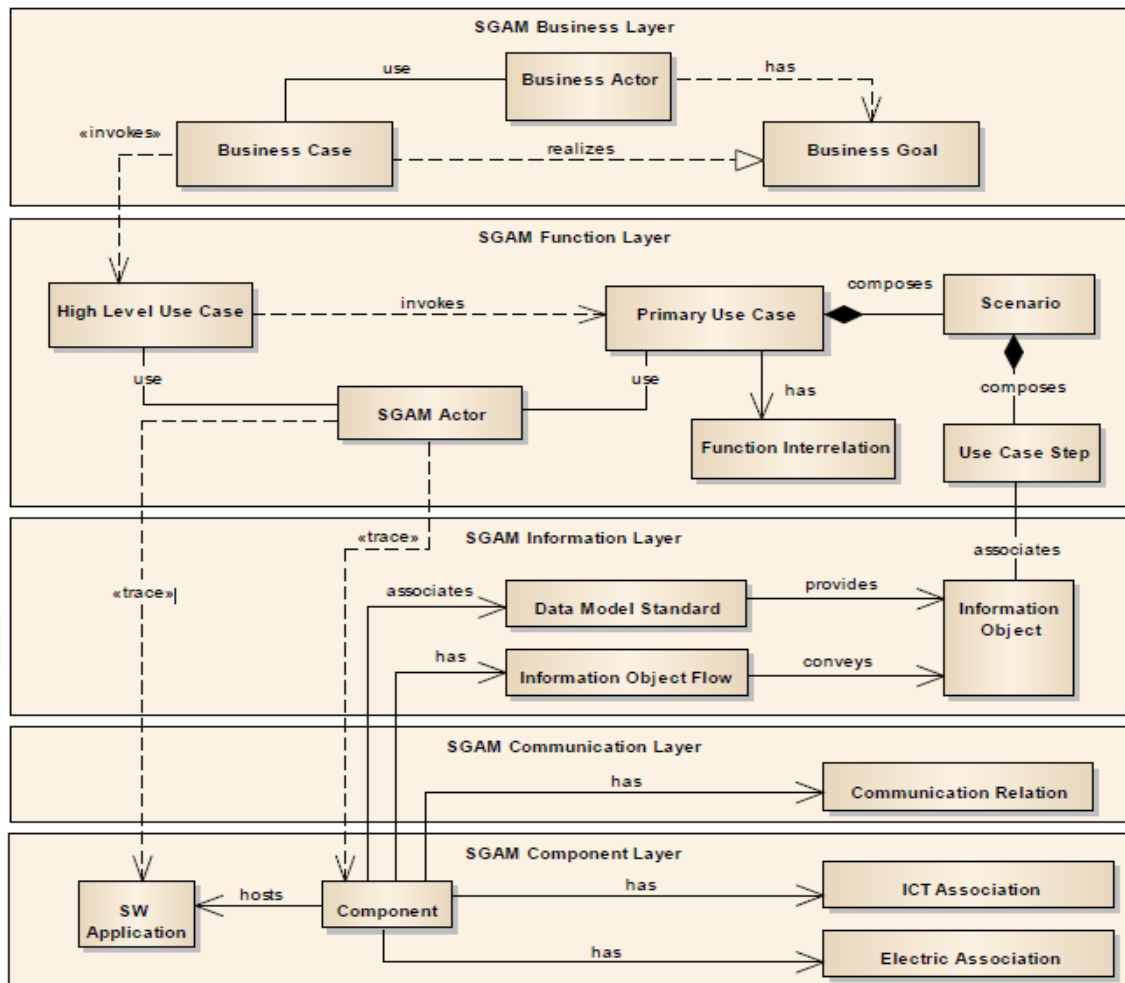 SGAM Business Layer
use
Business Actor
has
«invokes»
Business Case
realizes
Business Goal
SGAM Function Layer
High Level Use Case
invokes
Primary Use Case
composes
Scenario
use
SGAM Actor
use
has
composes
Function Interrelation
Use Case Step
SGAM Information Layer
«trace»
«trace»
associates
associates
Data Model Standard
provides
Information
Object
has
Information Object Flow
conveys
SGAM Communication Layer
has
Communication Relation
SGAM Component Layer
SW
Application
hosts
Component
has
ICT Association
has
Electric Association